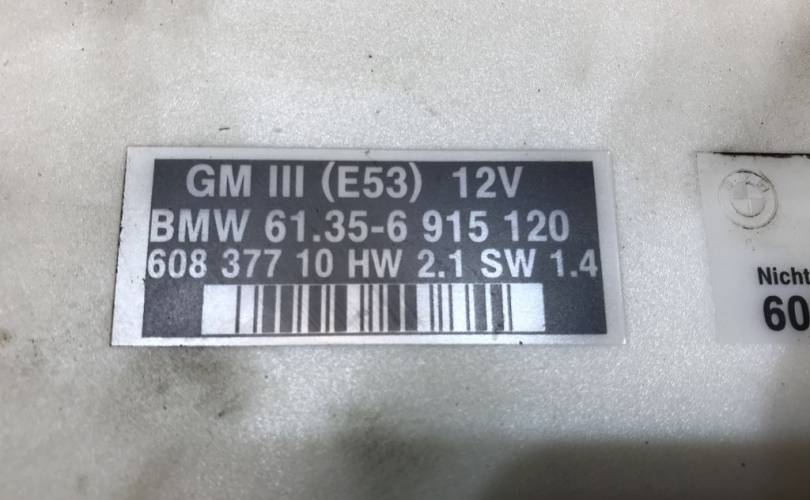 GM III (E53) 12V
BMW 61.35-6 915 120
608 377 10 HW 2.1 SW 1.4
Nicht
60